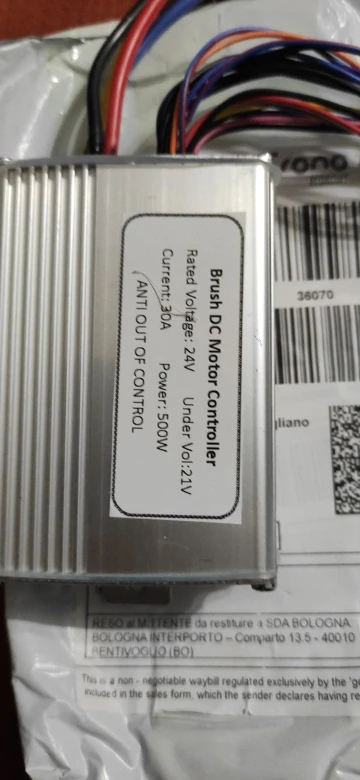 Brush DC Motor Controller
Rated Voltage: 24V Under Vol:21V
Current: 30A Power: 500W
ANTI OUT OF CONTROL
36070
gliano
RESO al MITTENTE da restituire a SDA BOLOGNA
BOLOGNA INTERPORTO – Comparto 13.5 - 40010
BENTIVOGLIO (BO)
This is a non - negotiable waybill regulated exclusively by the 'ge
included in the sales form, which the sender declares having re